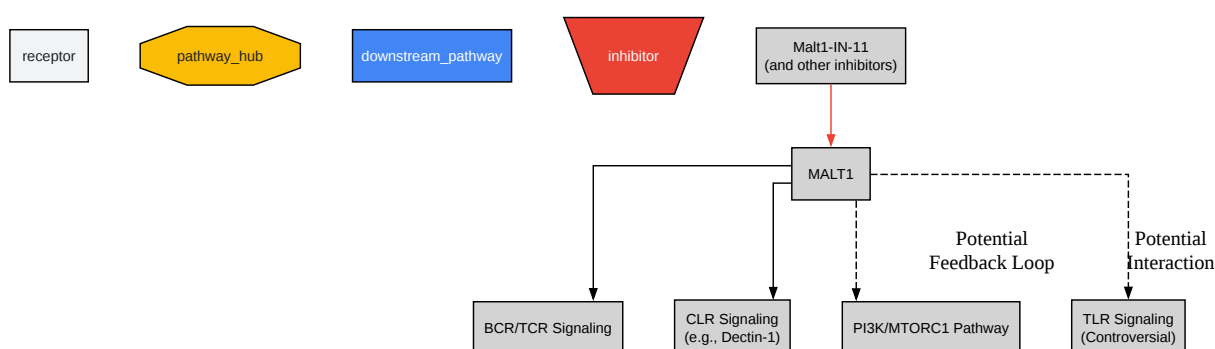 receptor
pathway_hub
downstream_pathway
inhibitor
Malt1-IN-11
(and other inhibitors)
MALT1
Potential
Feedback Loop
Potential
Interaction
BCR/TCR Signaling
CLR Signaling
(e.g., Dectin-1)
PI3K/MTORC1 Pathway
TLR Signaling
(Controversial)